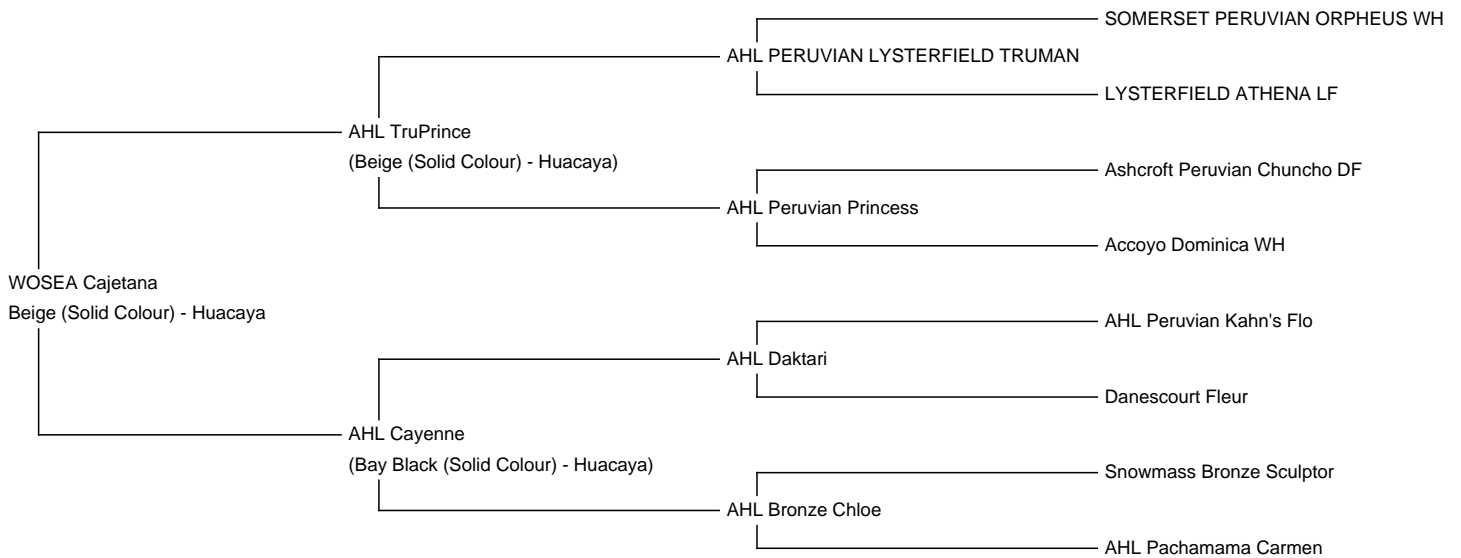 SOMERSET PERUVIAN ORPHEUS WH
AHL PERUVIAN LYSTERFIELD TRUMAN
LYSTERFIELD ATHENA LF
AHL TruPrince
(Beige (Solid Colour) - Huacaya)
Ashcroft Peruvian Chuncho DF
AHL Peruvian Princess
Accoyo Dominica WH
WOSEA Cajetana
Beige (Solid Colour) - Huacaya
AHL Peruvian Kahn's Flo
AHL Daktari
Danescourt Fleur
AHL Cayenne
(Bay Black (Solid Colour) - Huacaya)
Snowmass Bronze Sculptor
AHL Bronze Chloe
AHL Pachamama Carmen